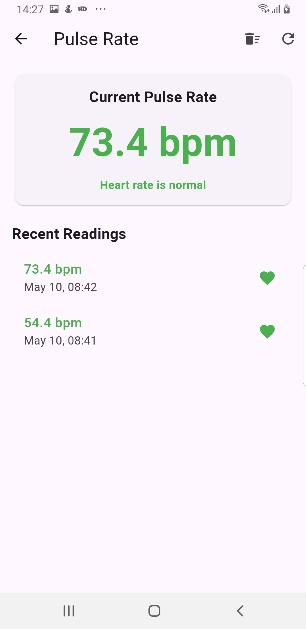 14:27
Pulse Rate
Current Pulse Rate
73.4 bpm
Heart rate is normal
Recent Readings
73.4 bpm
May 10, 08:42
54.4 bpm
May 10, 08:41